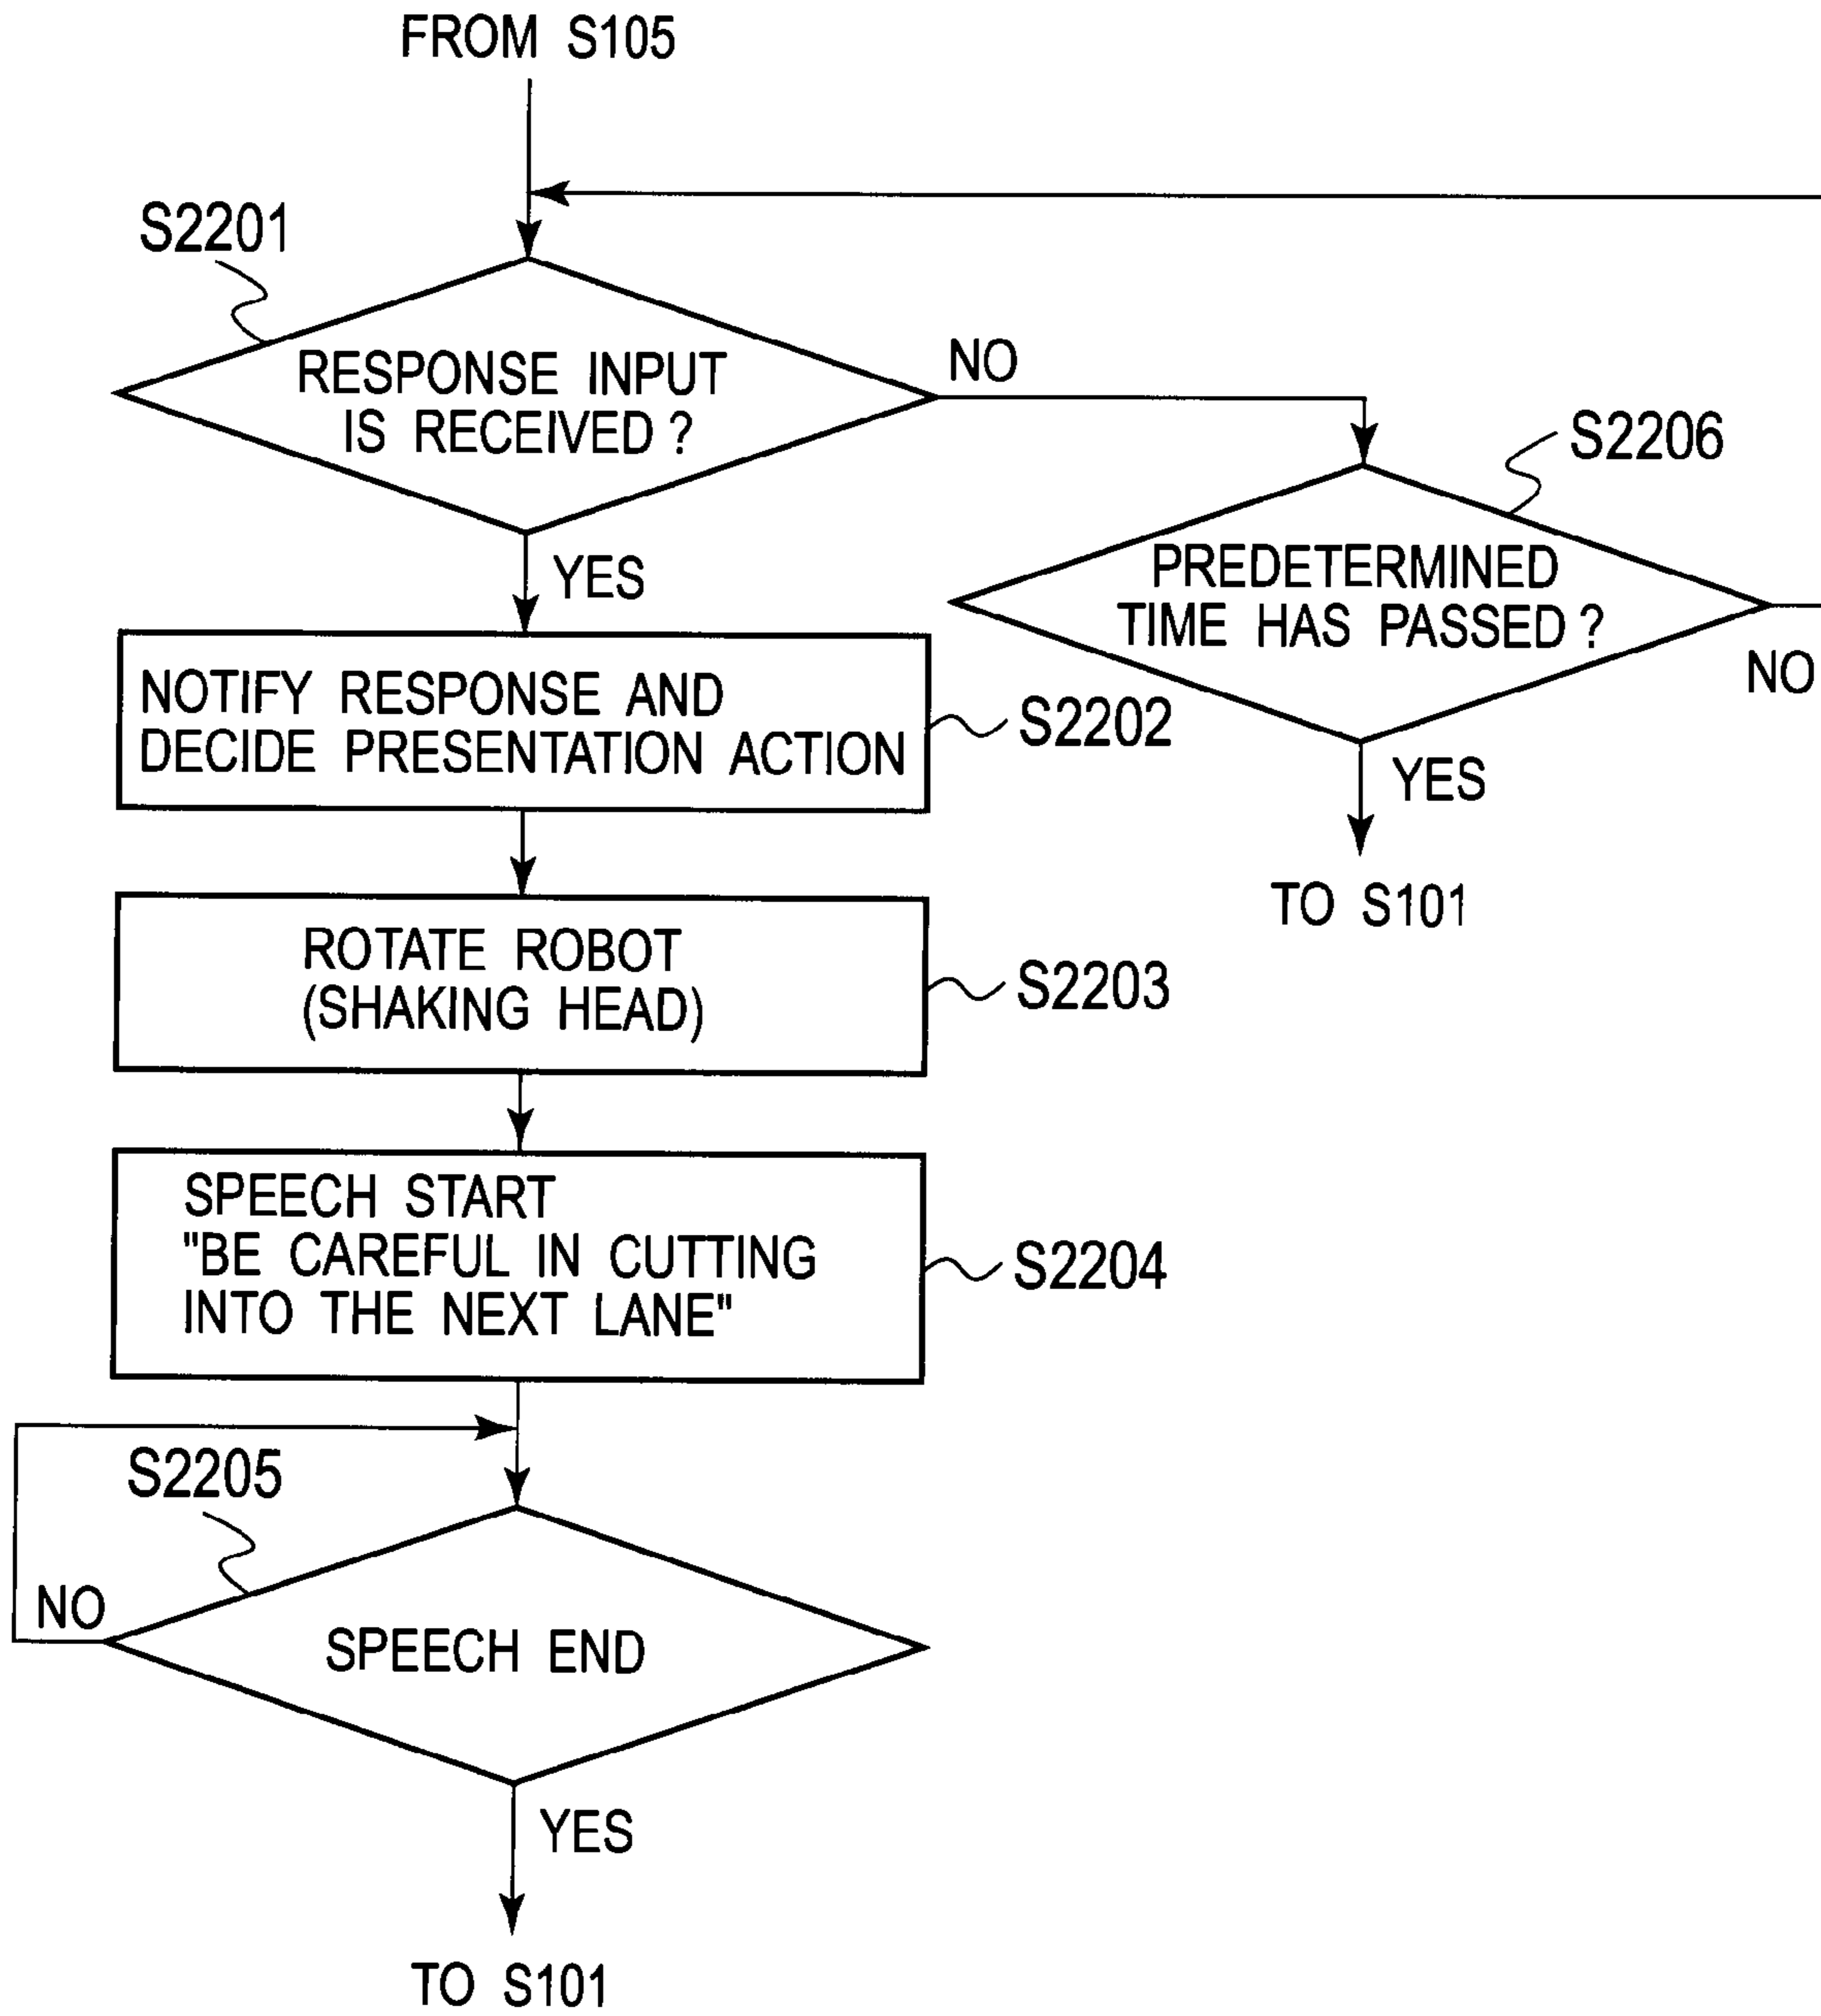 FROM S105
S2201
RESPONSE INPUT
IS RECEIVED ?
NO
S2206
PREDETERMINED
TIME HAS PASSED ?
NO
YES
TO S101
YES
NOTIFY RESPONSE AND
DECIDE PRESENTATION ACTION
S2202
ROTATE ROBOT
(SHAKING HEAD)
S2203
SPEECH START
"BE CAREFUL IN CUTTING
INTO THE NEXT LANE"
S2204
S2205
NO
SPEECH END
YES
TO S101